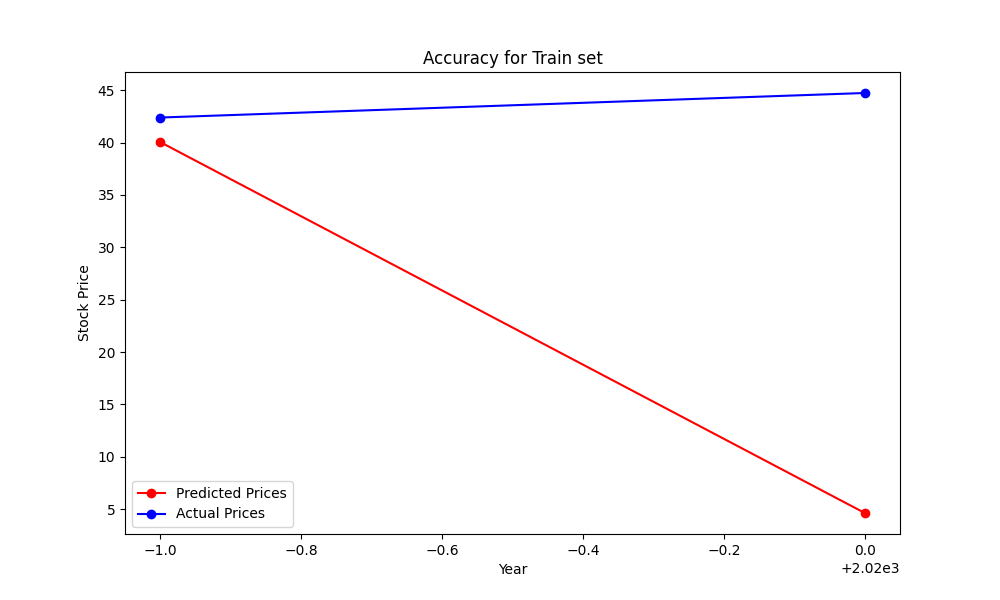 Accuracy for Train set
Stock Price
45
40
35
30
25
20
15
10
5
Predicted Prices
Actual Prices
−1.0 −0.8 −0.6 −0.4 −0.2 0.0
+2.02e3
Year